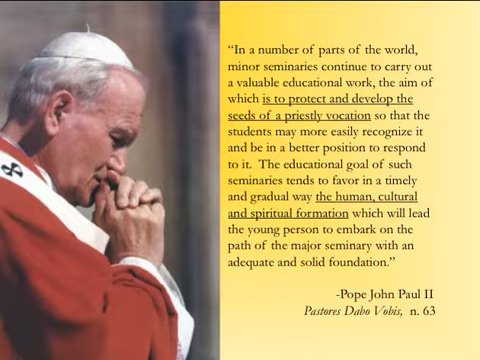 “In a number of parts of the world,
minor seminaries continue to carry out
a valuable educational work, the aim of
which is to protect and develop the
seeds of a priestly vocation so that the
students may more easily recognize it
and be in a better position to respond
to it.  The educational goal of such
seminaries tends to favor in a timely
and gradual way the human, cultural
and spiritual formation which will lead
the young person to embark on the
path of the major seminary with an
adequate and solid foundation.”
-Pope John Paul II
Pastores Dabo Vobis,  n. 63